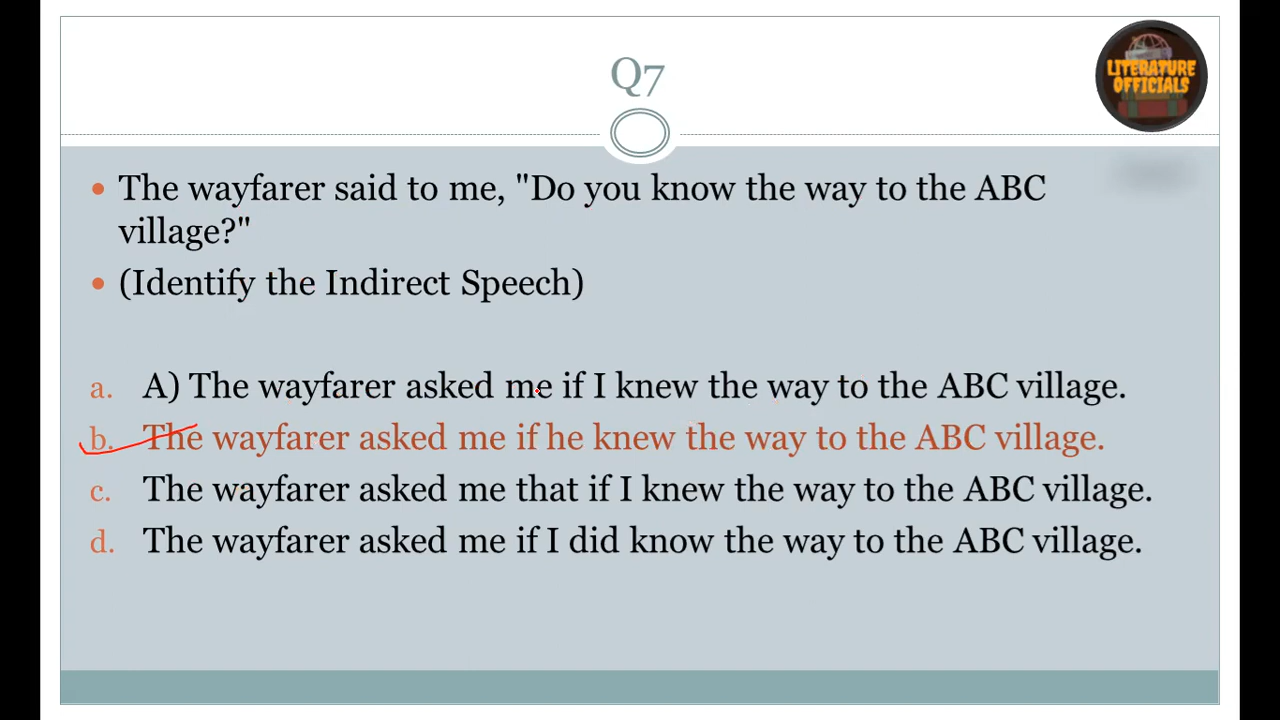 Q7
LITERATURE
OFFICIALS
• The wayfarer said to me, "Do you know the way to the ABC
village?"
• (Identify the Indirect Speech)
a. A) The wayfarer asked me if I knew the way to the ABC village.
b. The wayfarer asked me if he knew the way to the ABC village.
c. The wayfarer asked me that if I knew the way to the ABC village.
d. The wayfarer asked me if I did know the way to the ABC village.